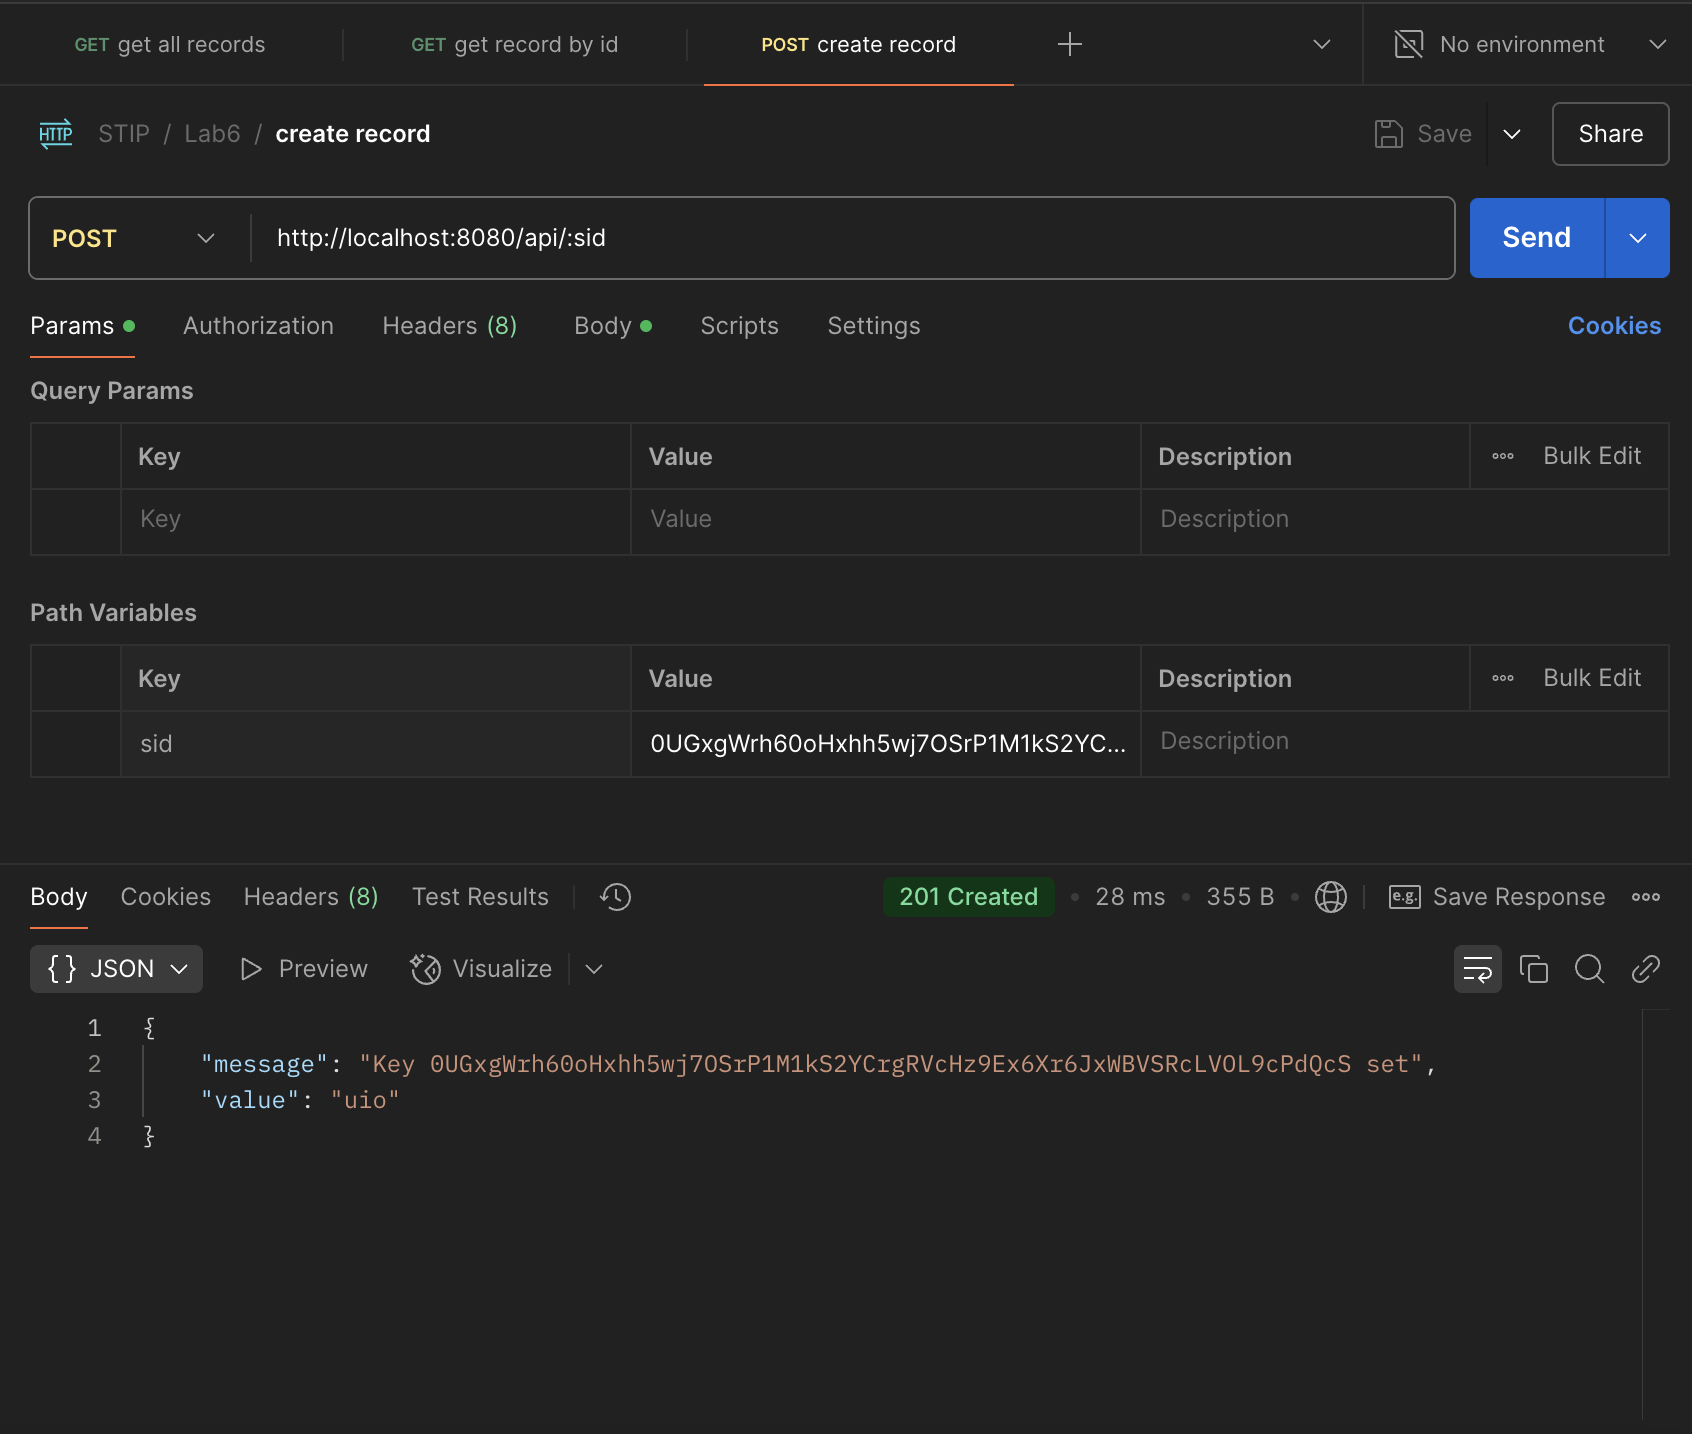 GET get all records GET get record by id POST create record No environment
HTTP STIP / Lab6 / create record Save Share
POST http://localhost:8080/api/:sid Send
Params Authorization Headers (8) Body Scripts Settings Cookies
Query Params
Key Value Description Bulk Edit
Key Value Description
Path Variables
Key Value Description Bulk Edit
sid 0UGxgWrh60oHxhh5wj7OSrP1M1kS2YC... Description
Body Cookies Headers (8) Test Results 201 Created • 28 ms • 355 B • e.g. Save Response
{} JSON Preview Visualize
1 {
2 "message": "Key 0UGxgWrh60oHxhh5wj7OSrP1M1kS2YCrgRVcHz9Ex6Xr6JxWBVSRcLVOL9cPdQcS set",
3 "value": "uio"
4 }